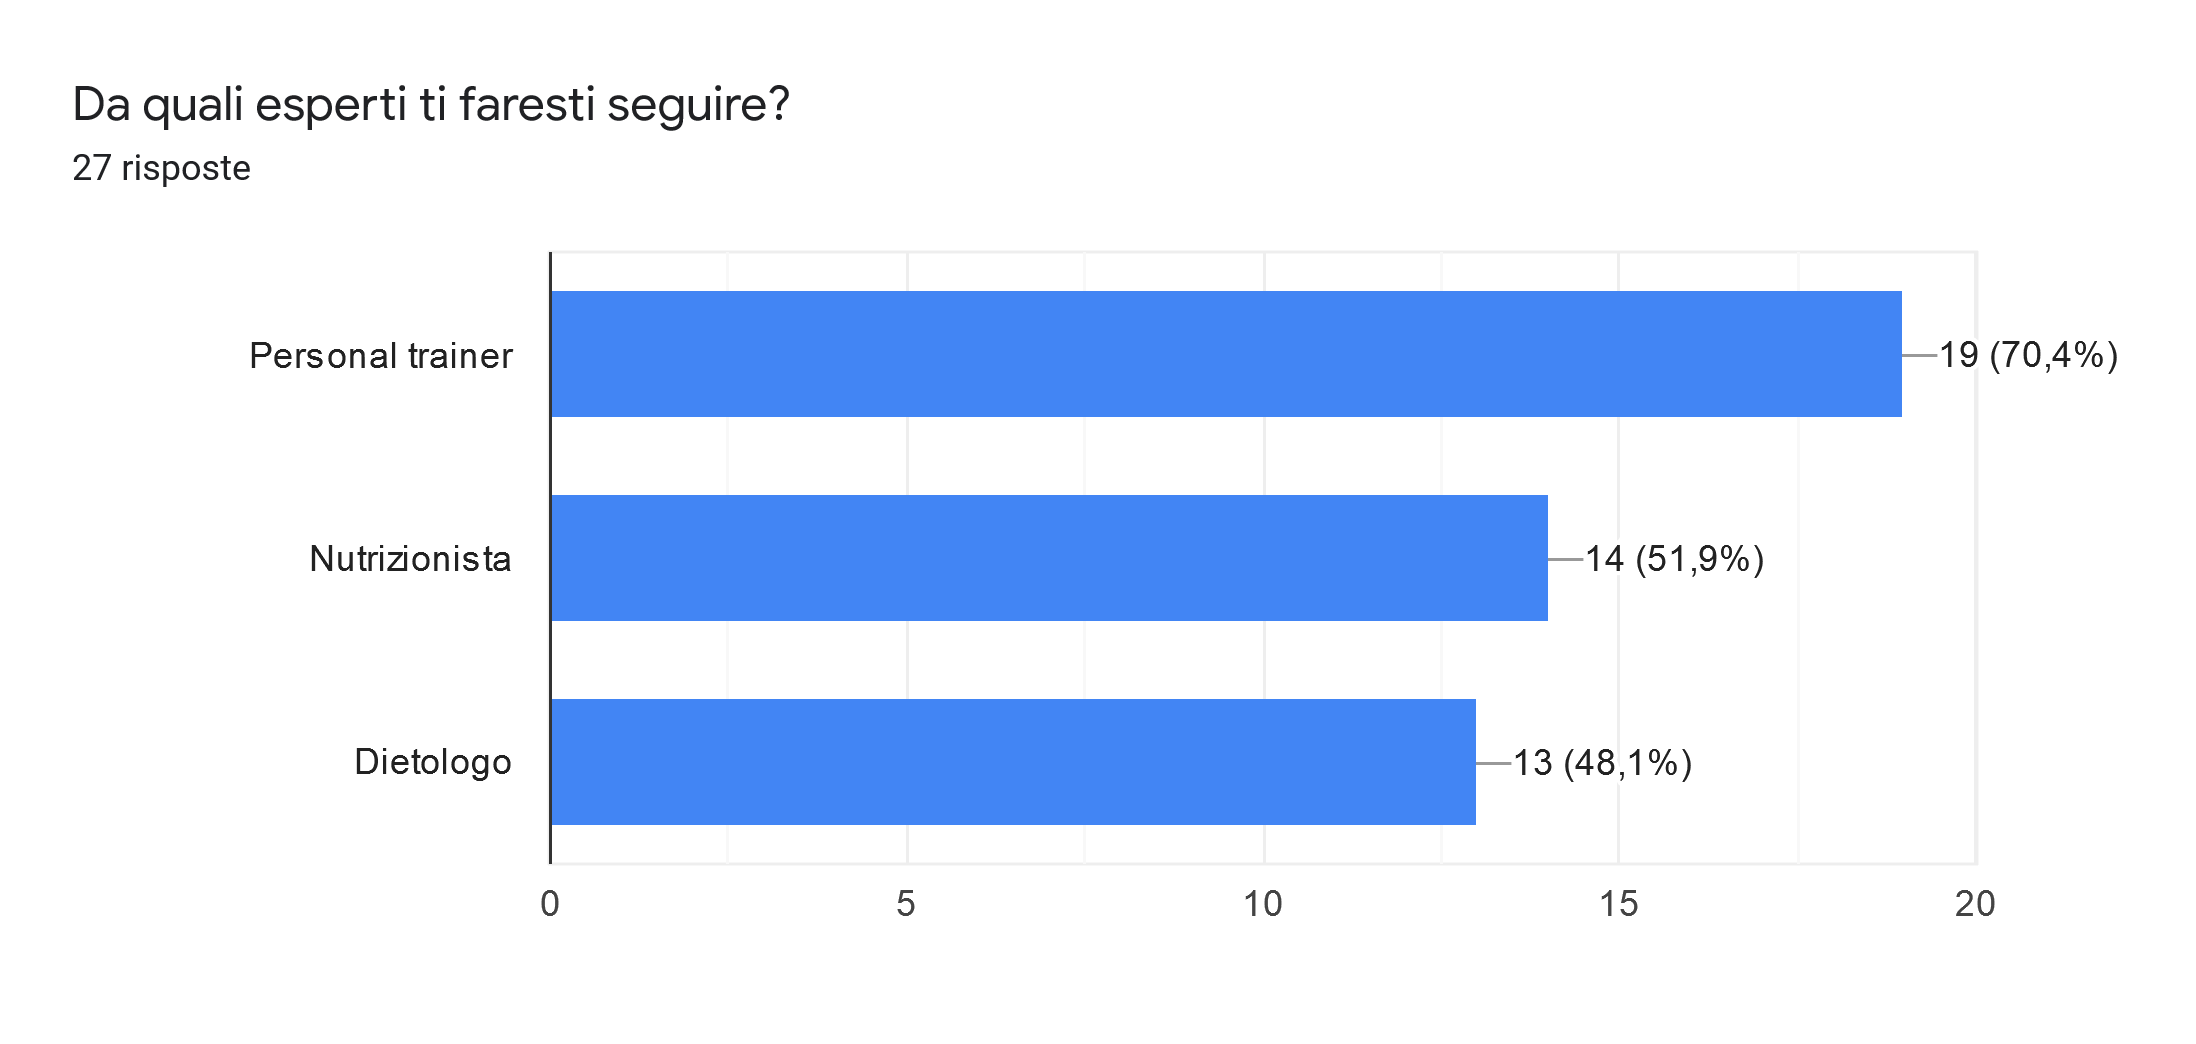 Da quali esperti ti faresti seguire?
27 risposte
Personal trainer
19 (70,4%)
Nutrizionista
14 (51,9%)
Dietologo
13 (48,1%)
0 5 10 15 20